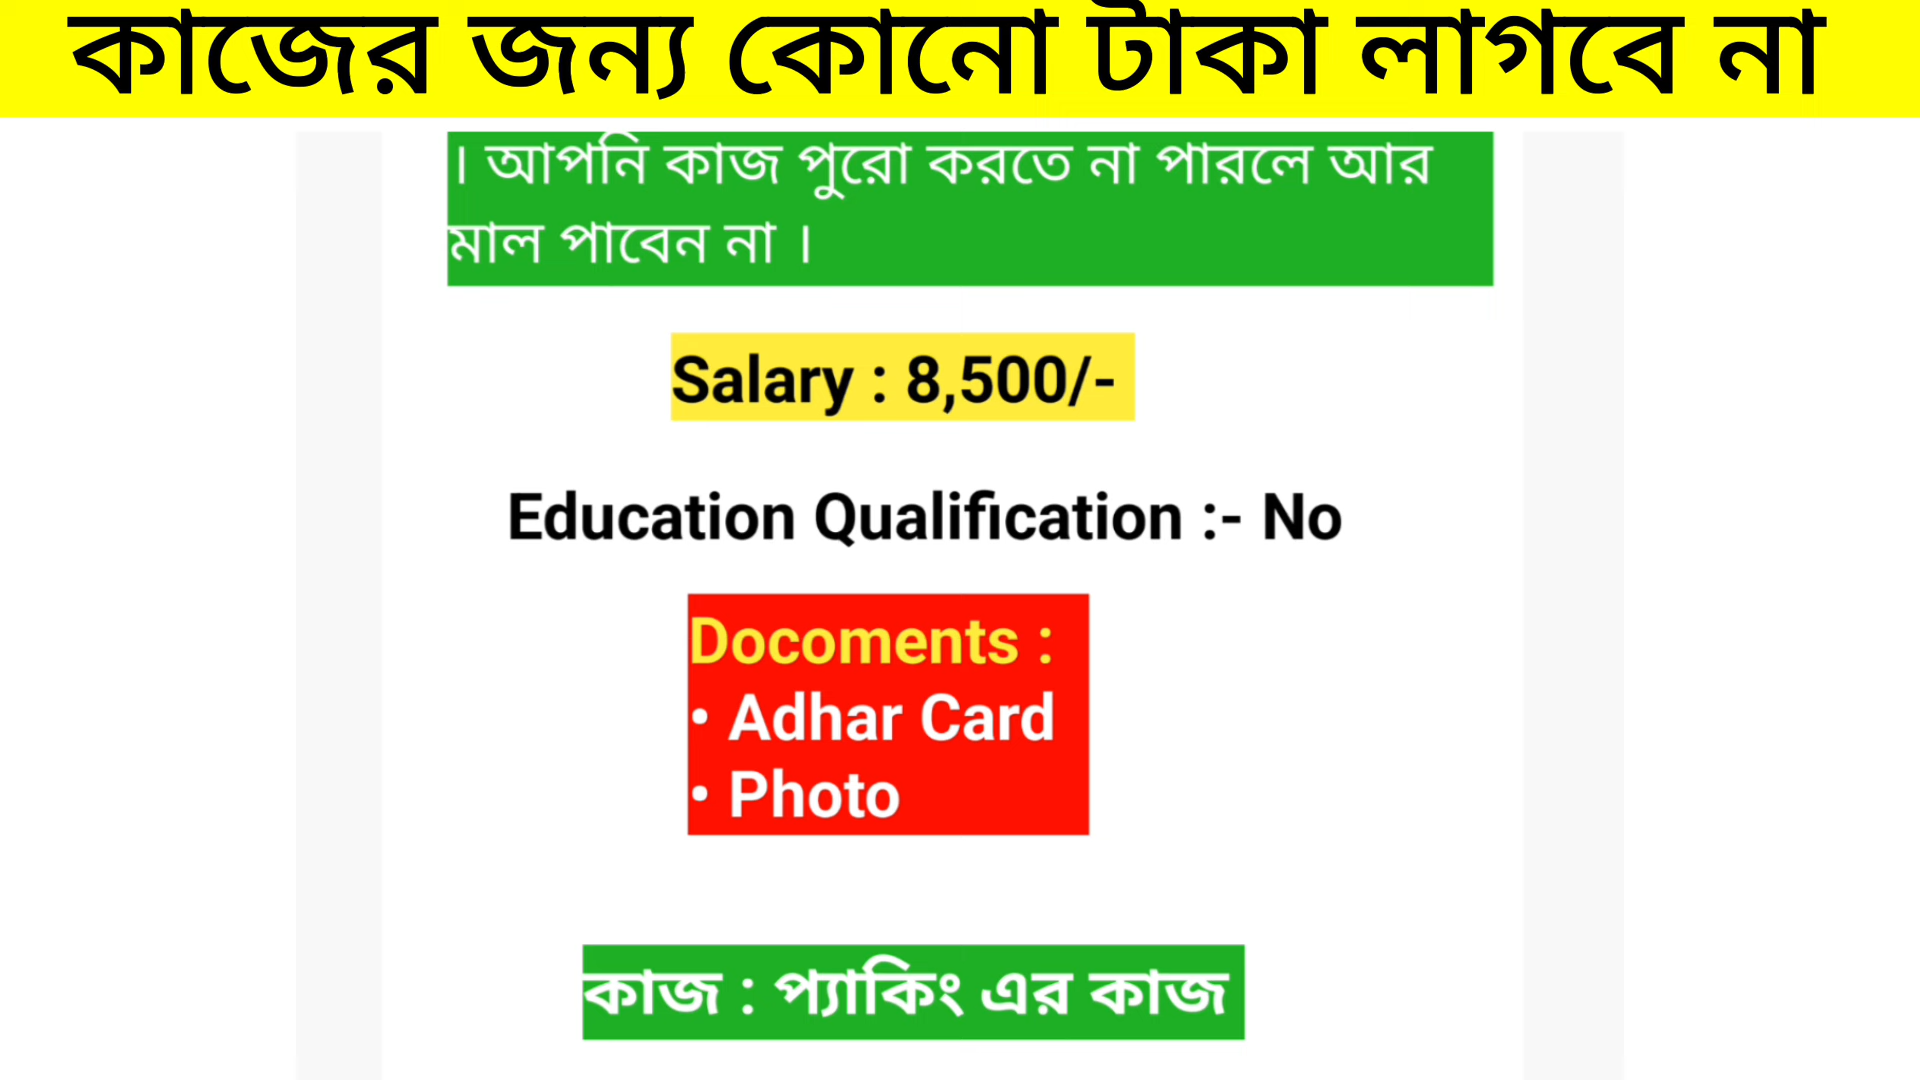 কাজের জন্য কোনো টাকা লাগবে না
। আপনি কাজ পুরো করতে না পারলে আর
মাল পাবেন না ।
Salary : 8,500/-
Education Qualification :- No
Docoments :
• Adhar Card
• Photo
কাজ : প্যাকিং এর কাজ